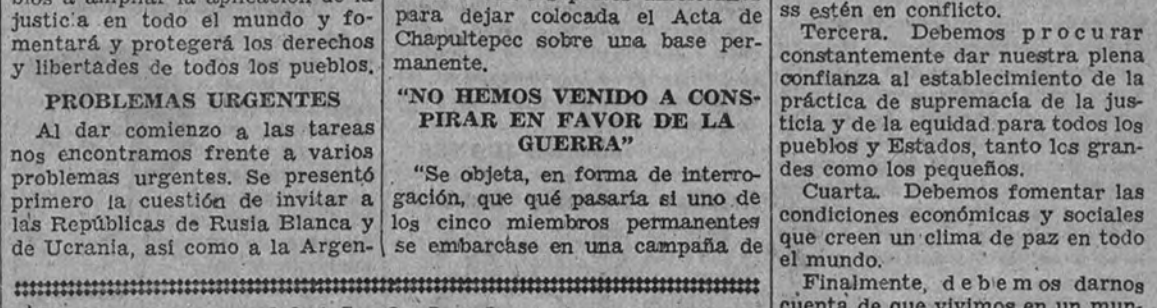 justicia en todo el mundo y fo-
mentará y protegerá los derechos
y libertades de todos los pueblos.
PROBLEMAS URGENTES
Al dar comienzo a las tareas
nos encontramos frente a varios
problemas urgentes. Se presentó
primero la cuestión de invitar a
las Repúblicas de Rusia Blanca y
de Ucrania, así como a la Argen-
para dejar colocada el Acta de
Chapultepec sobre una base per-
manente.
"NO HEMOS VENIDO A CONS-
PIRAR EN FAVOR DE LA
GUERRA"
"Se objeta, en forma de interro-
gación, que qué pasaría si uno de
los cinco miembros permanentes
se embarcase en una campaña de
ss estén en conflicto.
Tercera. Debemos procurar
constantemente dar nuestra plena
confianza al establecimiento de la
práctica de supremacía de la jus-
ticia y de la equidad para todos los
pueblos y Estados, tanto los gran-
des como los pequeños.
Cuarta. Debemos fomentar las
condiciones económicas y sociales
que creen un clima de paz en todo
el mundo.
Finalmente, debemos darnos
cuenta de que vivimos en un mun-